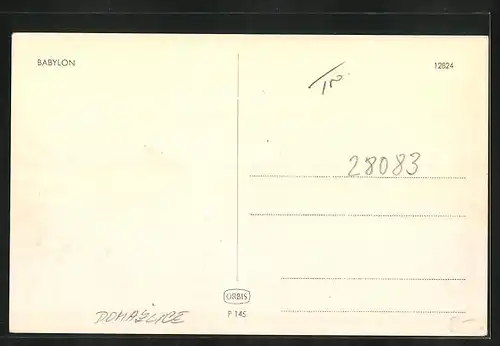 BABYLON
12824
28083
ORBIS
P 145
DOMAŽLICE